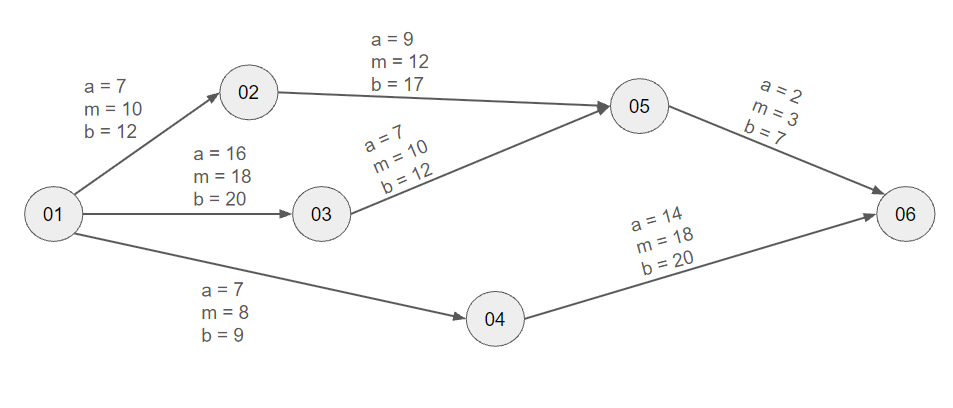 a = 9
m = 12
b = 17
a = 7
m = 10
b = 12
02
05
a = 2
m = 3
b = 7
a = 16
m = 18
b = 20
a = 7
m = 10
b = 12
01
03
06
a = 14
m = 18
b = 20
a = 7
m = 8
b = 9
04